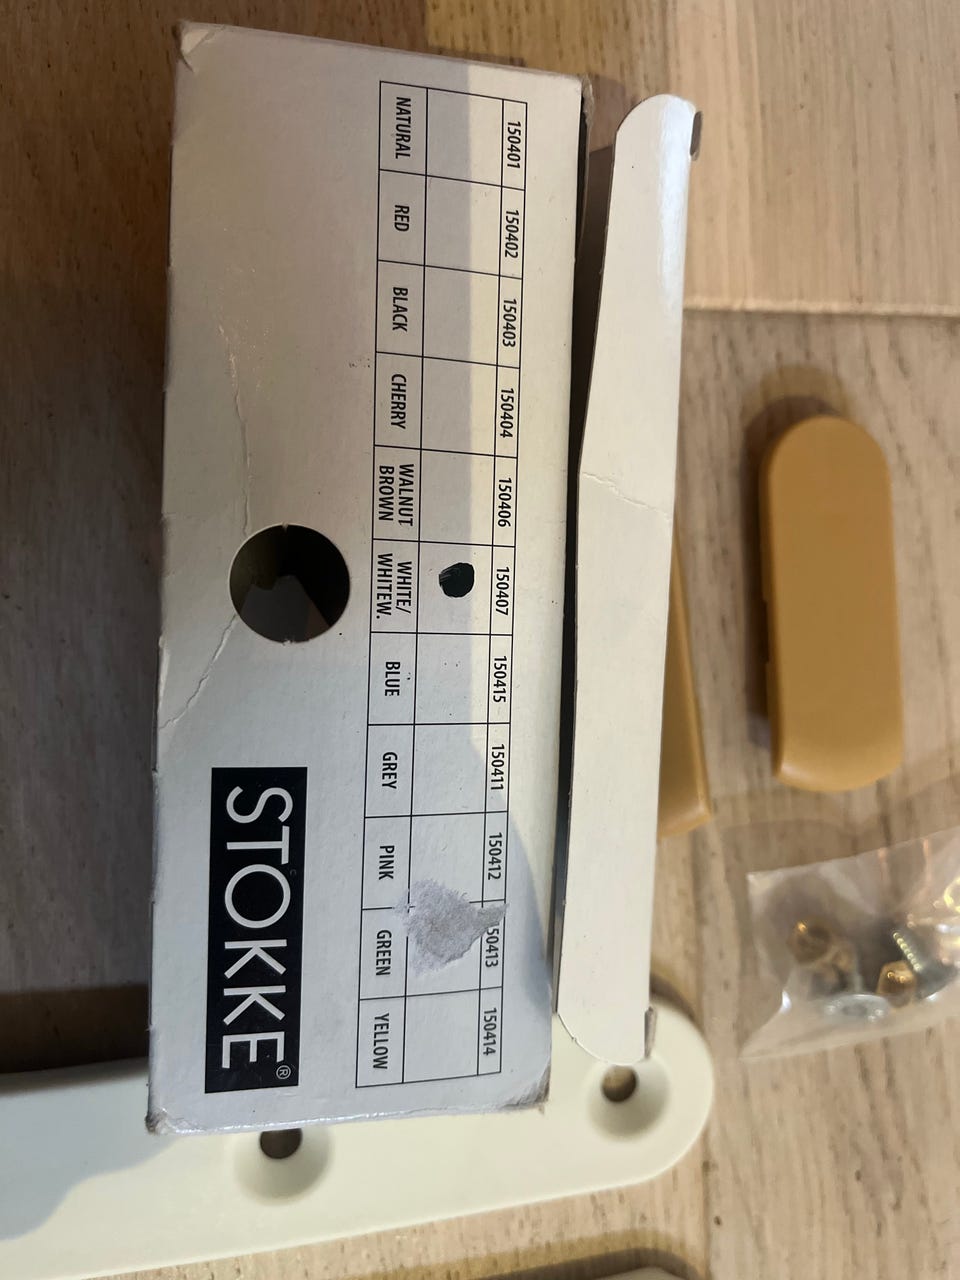 150401 150402 150403 150404 150406 150407 150415 150411 150412 150413 150414
NATURAL RED BLACK CHERRY WALNUT BROWN WHITE/ WHITEW. BLUE GREY PINK GREEN YELLOW
STOKKE®